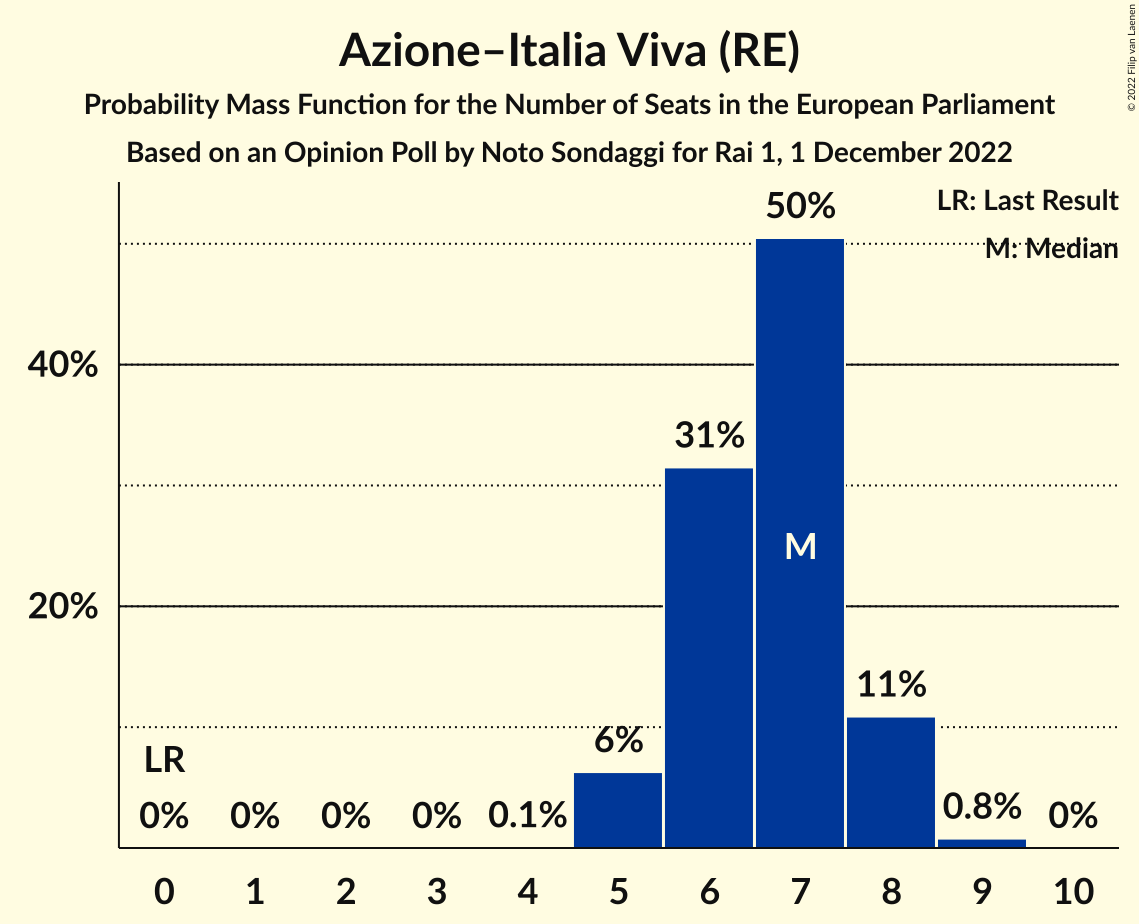 Azione–Italia Viva (RE)
Probability Mass Function for the Number of Seats in the European Parliament
Based on an Opinion Poll by Noto Sondaggi for Rai 1, 1 December 2022
© 2022 Filip van Laenen
LR: Last Result
M: Median
50%
40%
31%
M
20%
11%
6%
LR
0% 0% 0% 0% 0.1% 0.8% 0%
0 1 2 3 4 5 6 7 8 9 10